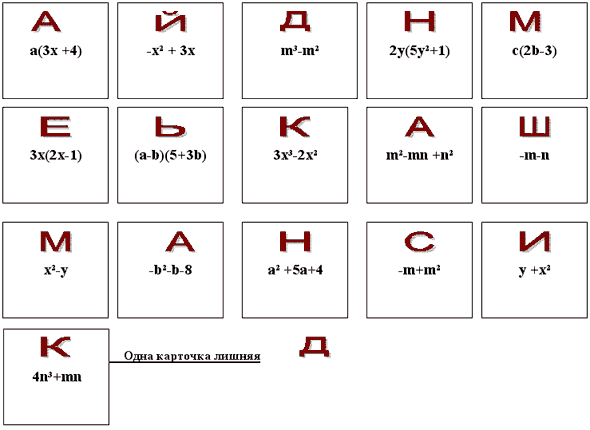 А Й Д Н М
a(3x +4) -x² + 3x m³-m² 2y(5y²+1) c(2b-3)
Е Ь К А Ш
3x(2x-1) (a-b)(5+3b) 3x³-2x² m²-mn +n² -m-n
М А Н С И
x²-y -b²-b-8 a² +5a+4 -m+m² y +x²
К Одна карточка лишняя Д
4n³+mn